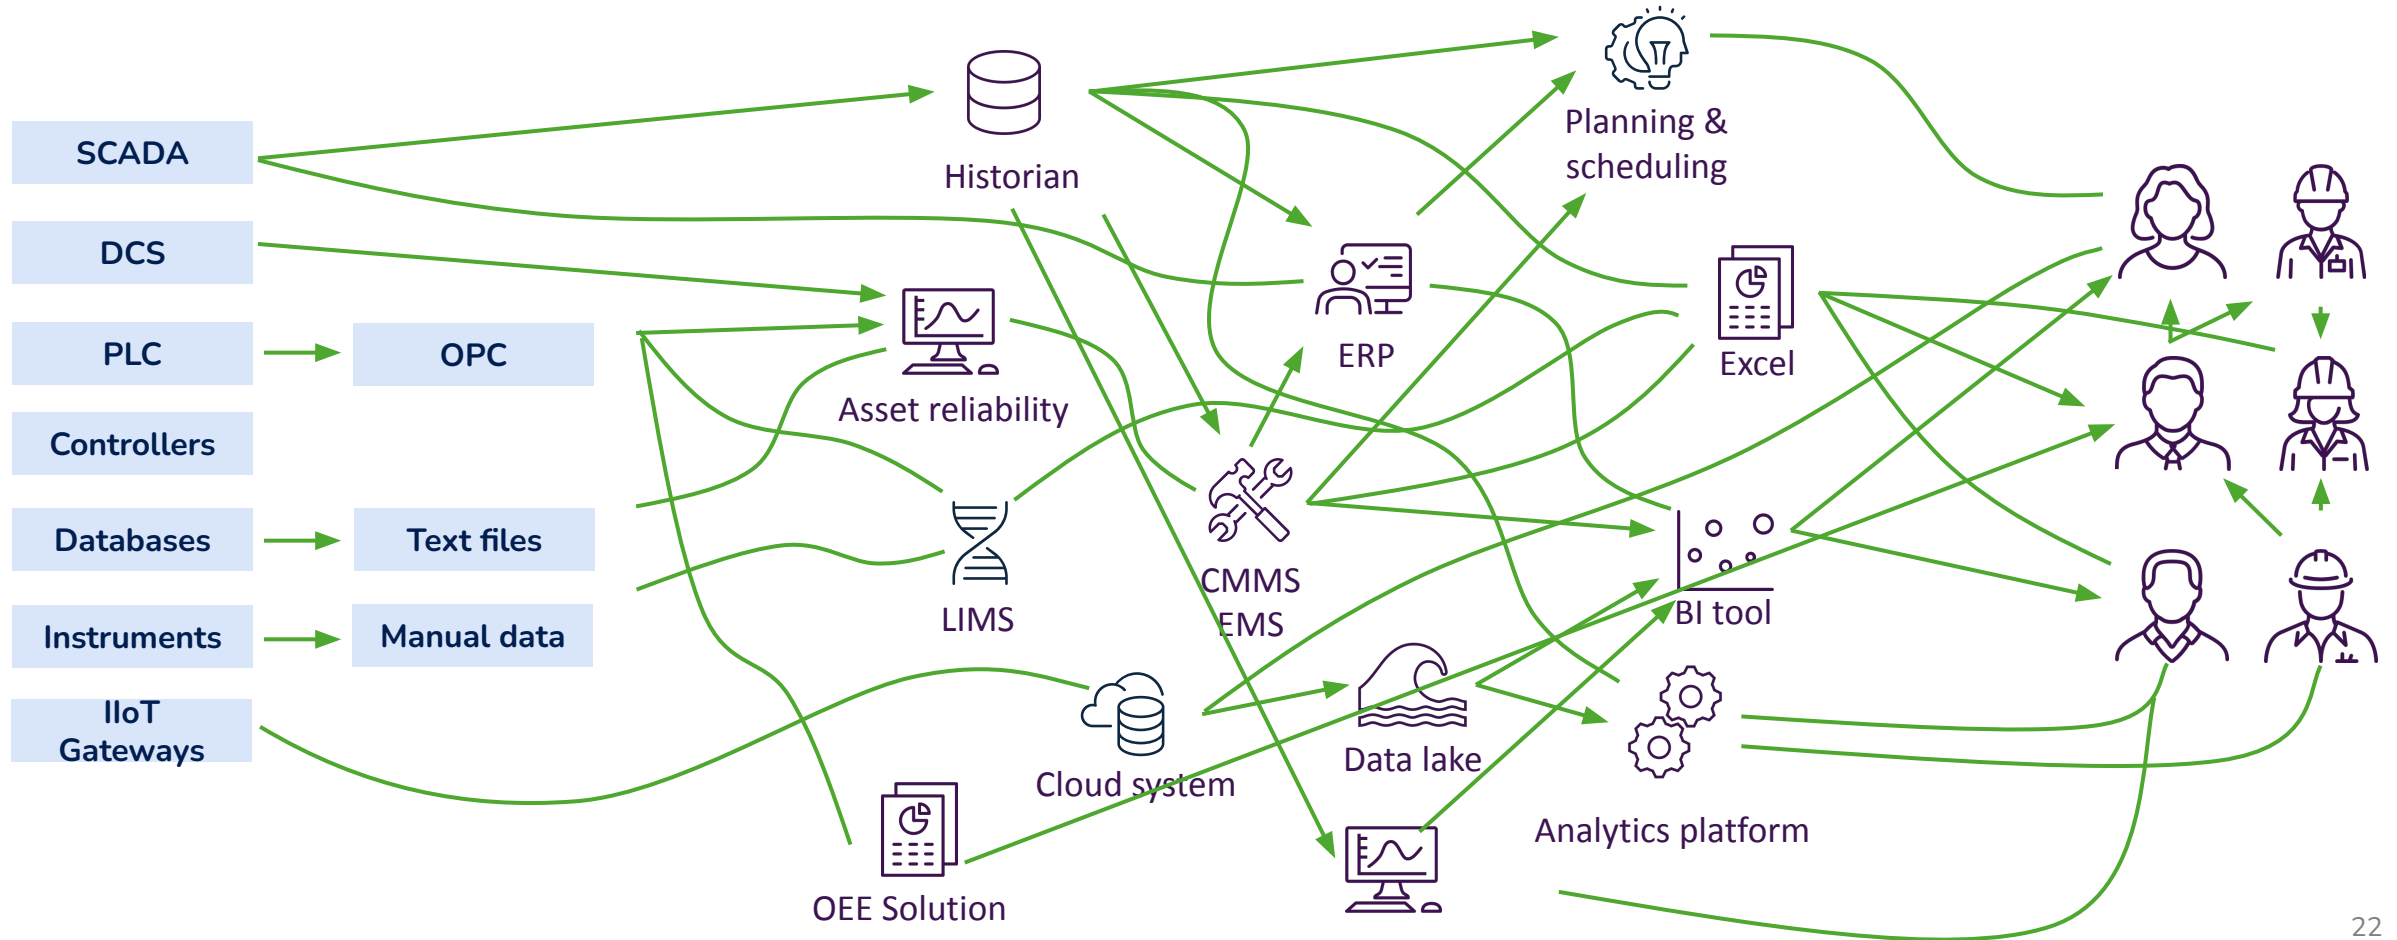 SCADA
DCS
PLC
OPC
Controllers
Databases
Text files
Instruments
Manual data
IIoT
Gateways
Historian
Asset reliability
LIMS
Cloud system
OEE Solution
Planning &
scheduling
ERP
Excel
CMMS
EMS
BI tool
Data lake
Analytics platform
22